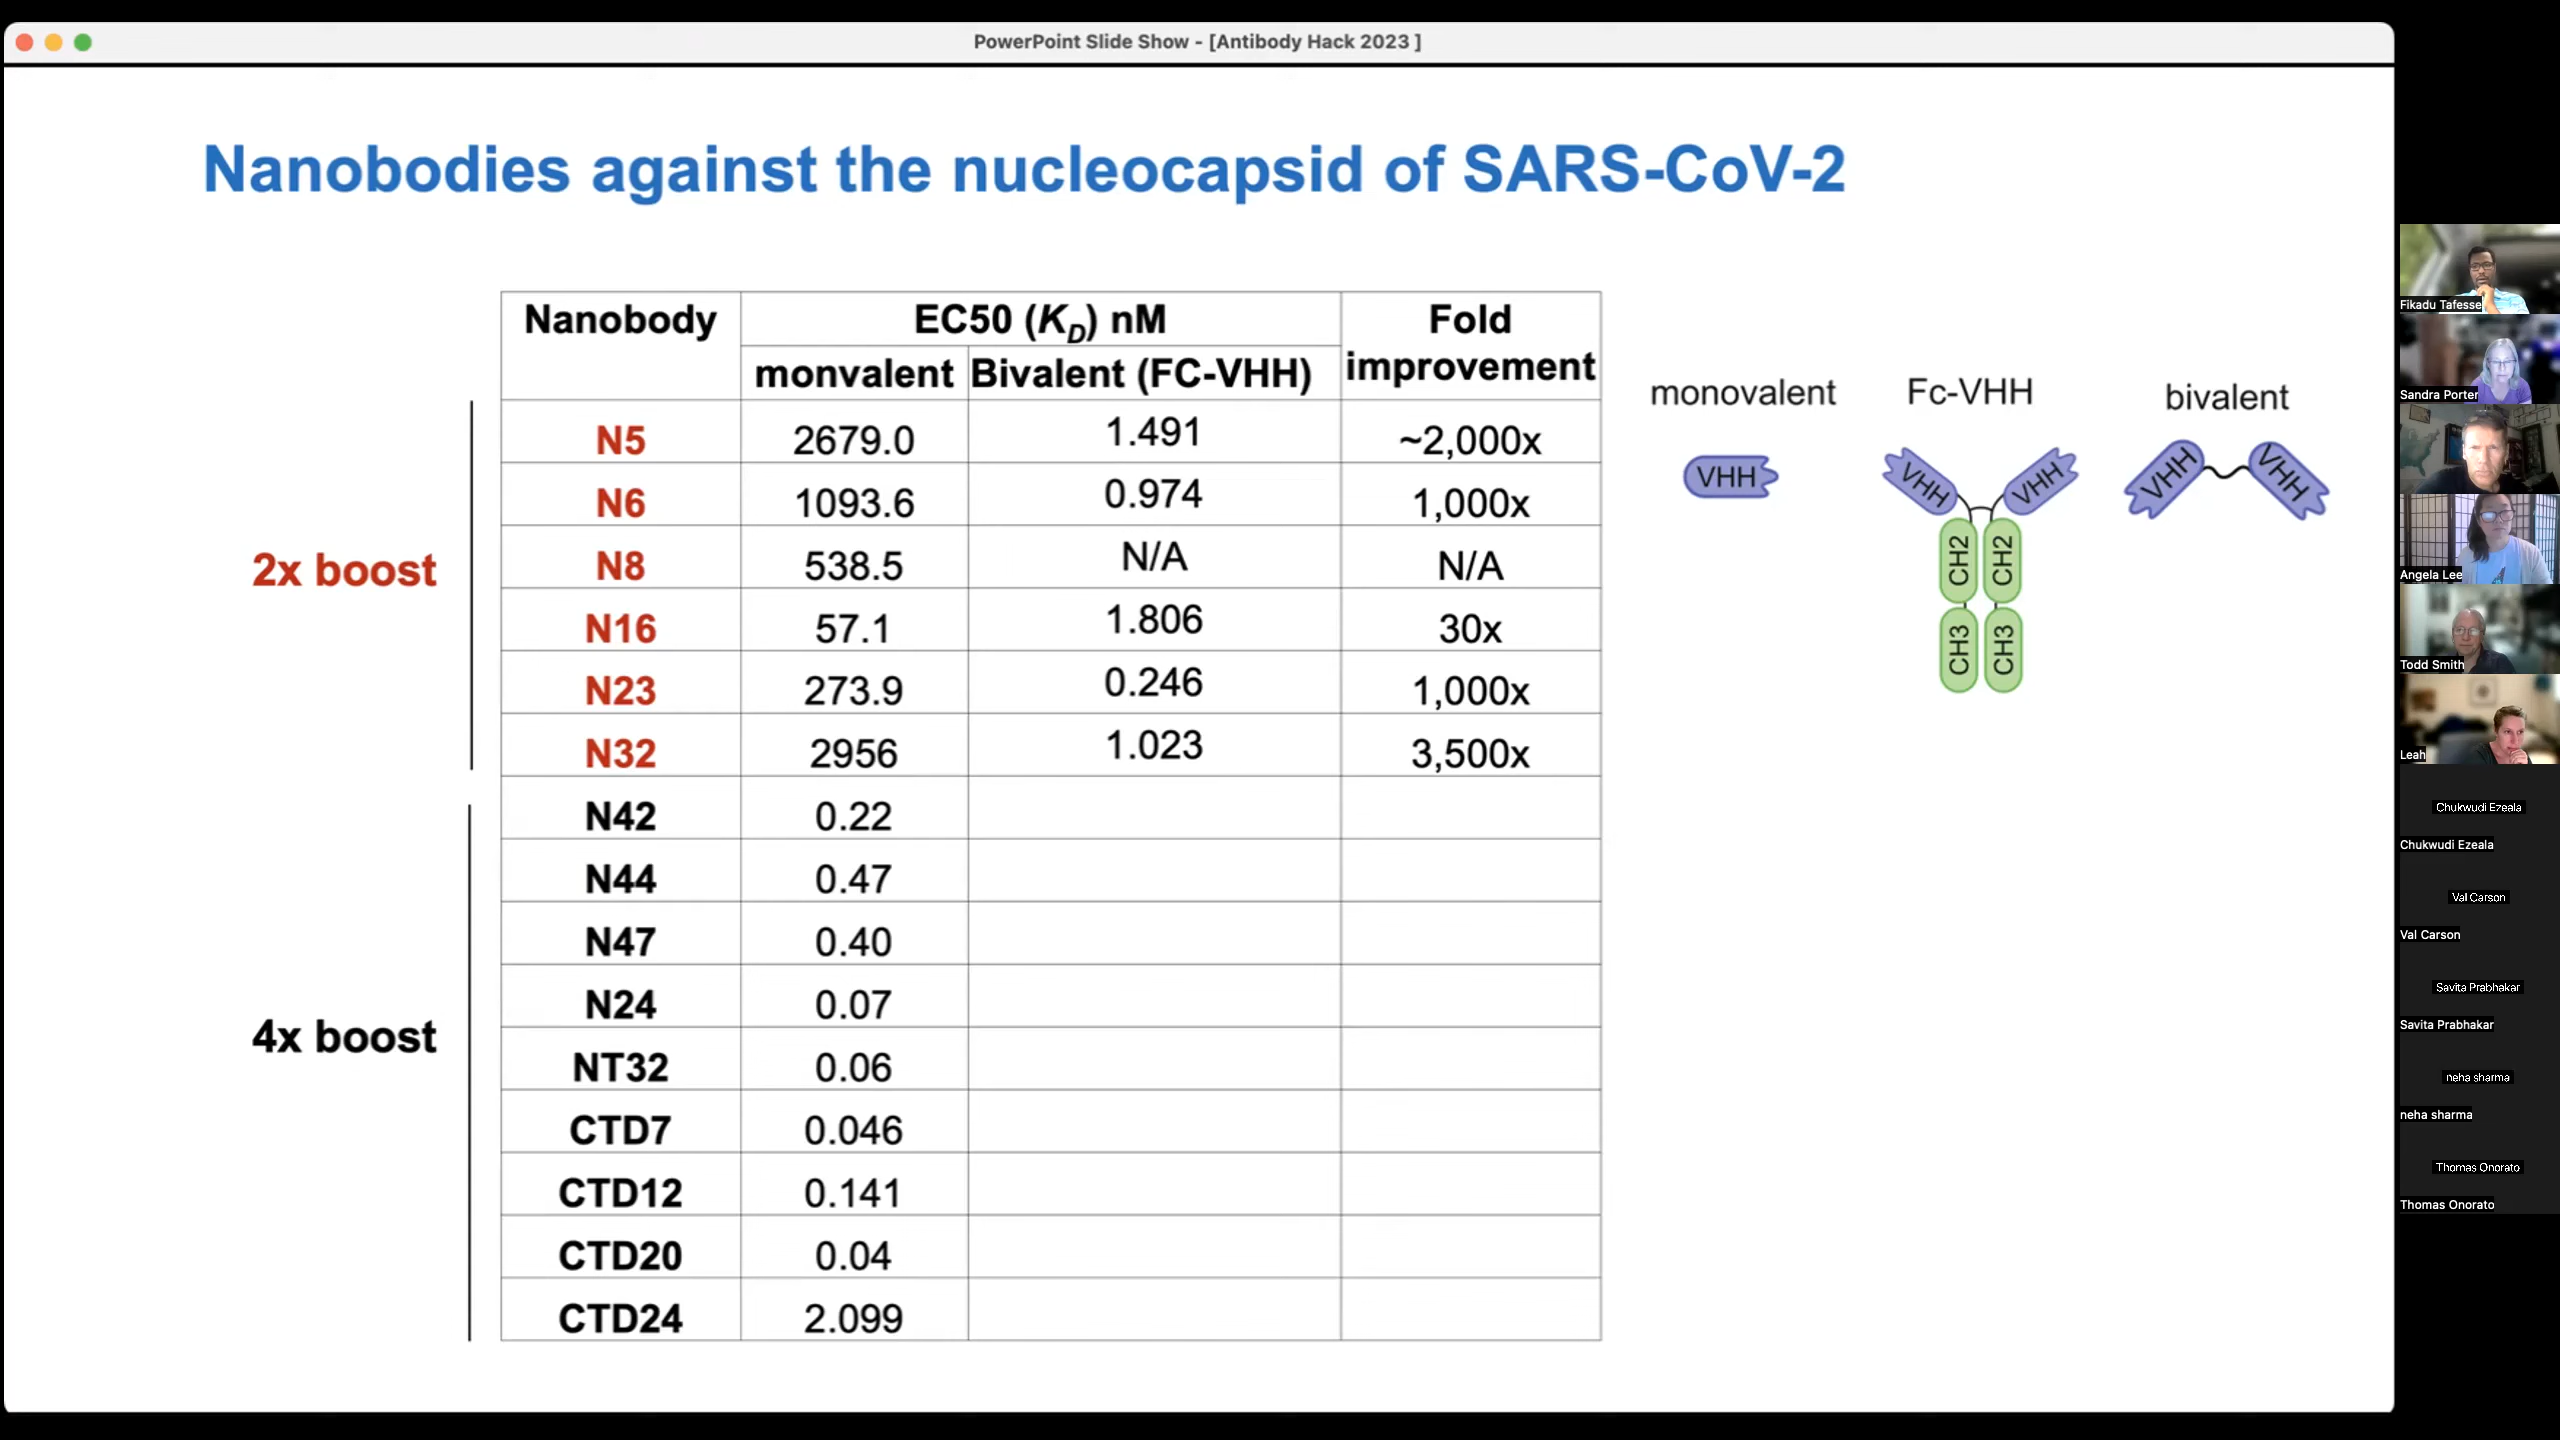 PowerPoint Slide Show - [Antibody Hack 2023 ]
Nanobodies against the nucleocapsid of SARS-CoV-2
Nanobody EC50 (KD) nM Fold improvement
monvalent Bivalent (FC-VHH)
2x boost
N5 2679.0 1.491 ~2,000x
N6 1093.6 0.974 1,000x
N8 538.5 N/A N/A
N16 57.1 1.806 30x
N23 273.9 0.246 1,000x
N32 2956 1.023 3,500x
4x boost
N42 0.22
N44 0.47
N47 0.40
N24 0.07
NT32 0.06
CTD7 0.046
CTD12 0.141
CTD20 0.04
CTD24 2.099
monovalent
VHH
Fc-VHH
VHH VHH
CH2 CH2
CH3 CH3
bivalent
VHH VHH
Fikadu Tafesse
Sandra Porter
Angela Lee
Todd Smith
Leah
Chukwudi Ezeala
Chukwudi Ezeala
Val Carson
Val Carson
Savita Prabhakar
Savita Prabhakar
neha sharma
neha sharma
Thomas Onorato
Thomas Onorato